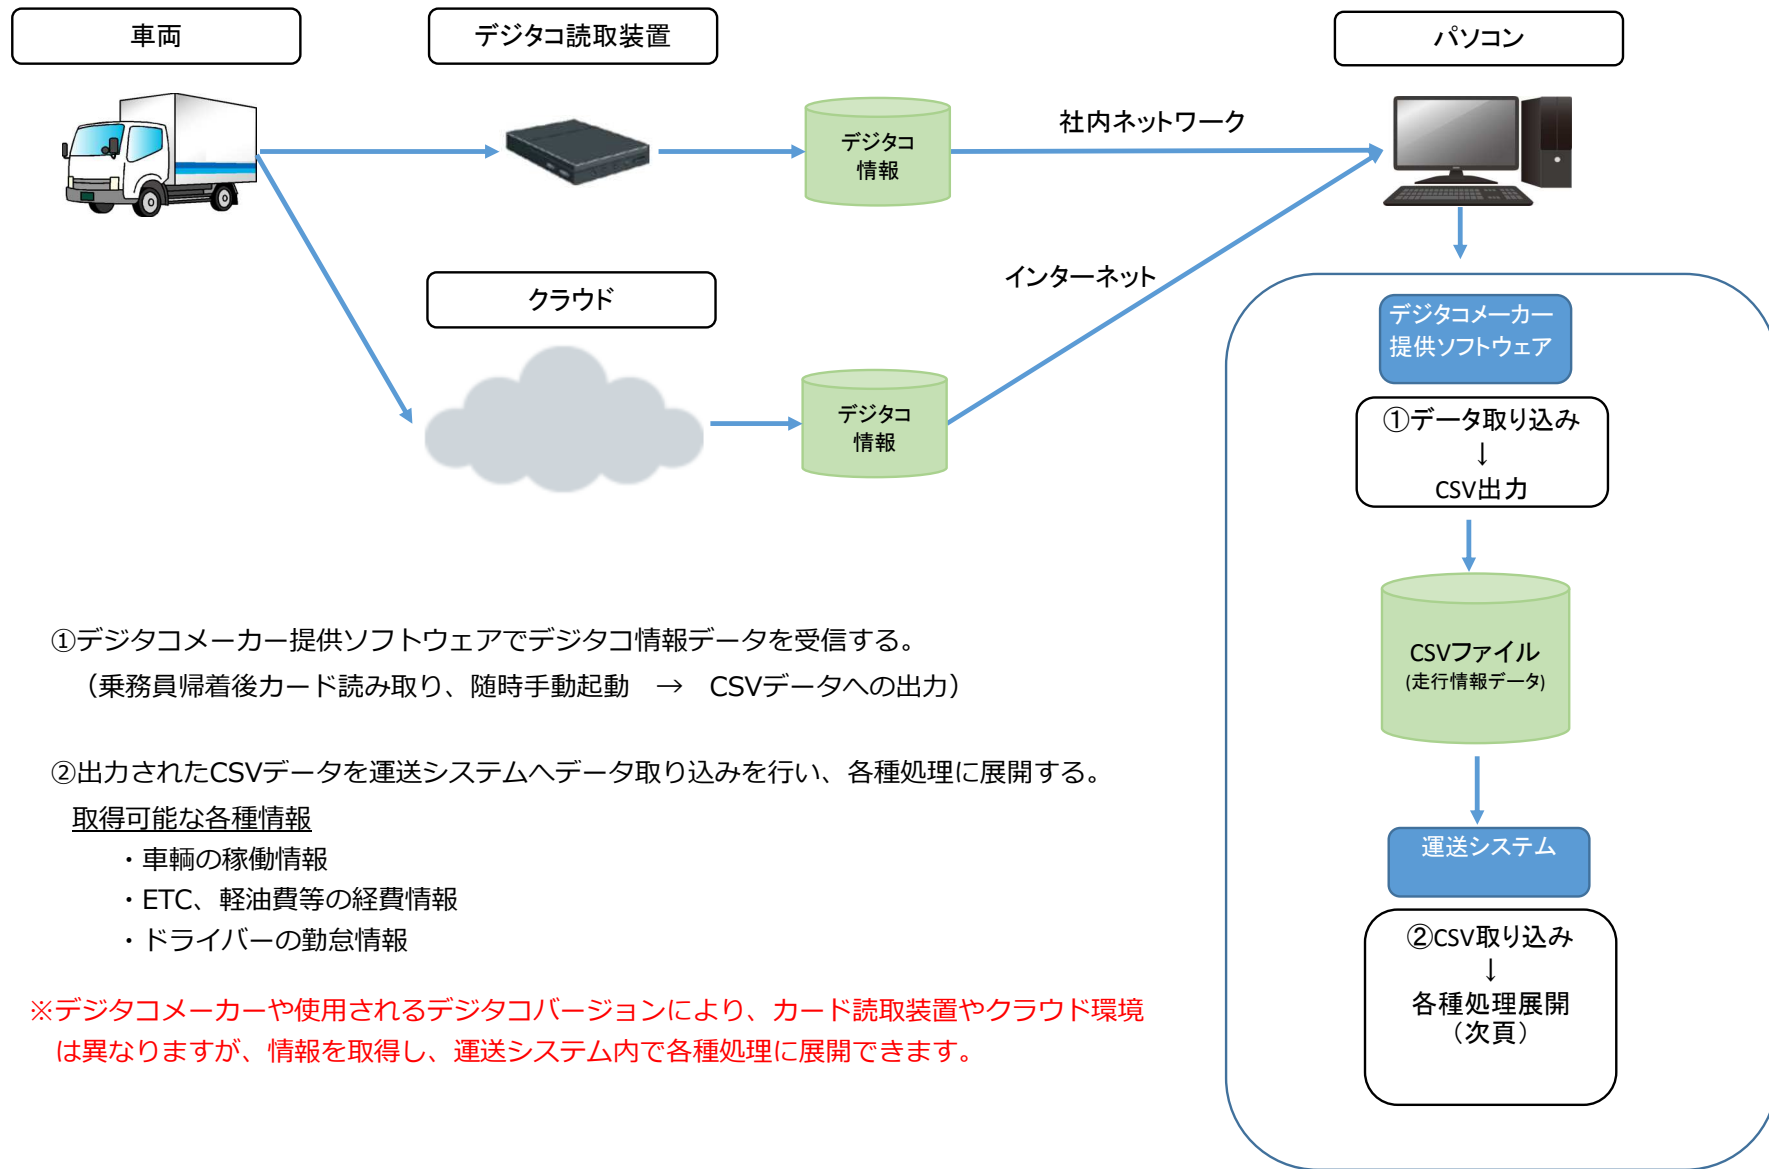 車両
デジタコ読取装置
パソコン
デジタコ
情報
社内ネットワーク
クラウド
インターネット
デジタコ
情報
デジタコメーカー
提供ソフトウェア
①データ取り込み
↓
CSV出力
CSVファイル
(走行情報データ)
運送システム
②CSV取り込み
↓
各種処理展開
（次頁）
①デジタコメーカー提供ソフトウェアでデジタコ情報データを受信する。
（乗務員帰着後カード読み取り、随時手動起動　→　CSVデータへの出力）
②出力されたCSVデータを運送システムへデータ取り込みを行い、各種処理に展開する。
取得可能な各種情報
・車輌の稼働情報
・ETC、軽油費等の経費情報
・ドライバーの勤怠情報
※デジタコメーカーや使用されるデジタコバージョンにより、カード読取装置やクラウド環境
は異なりますが、情報を取得し、運送システム内で各種処理に展開できます。